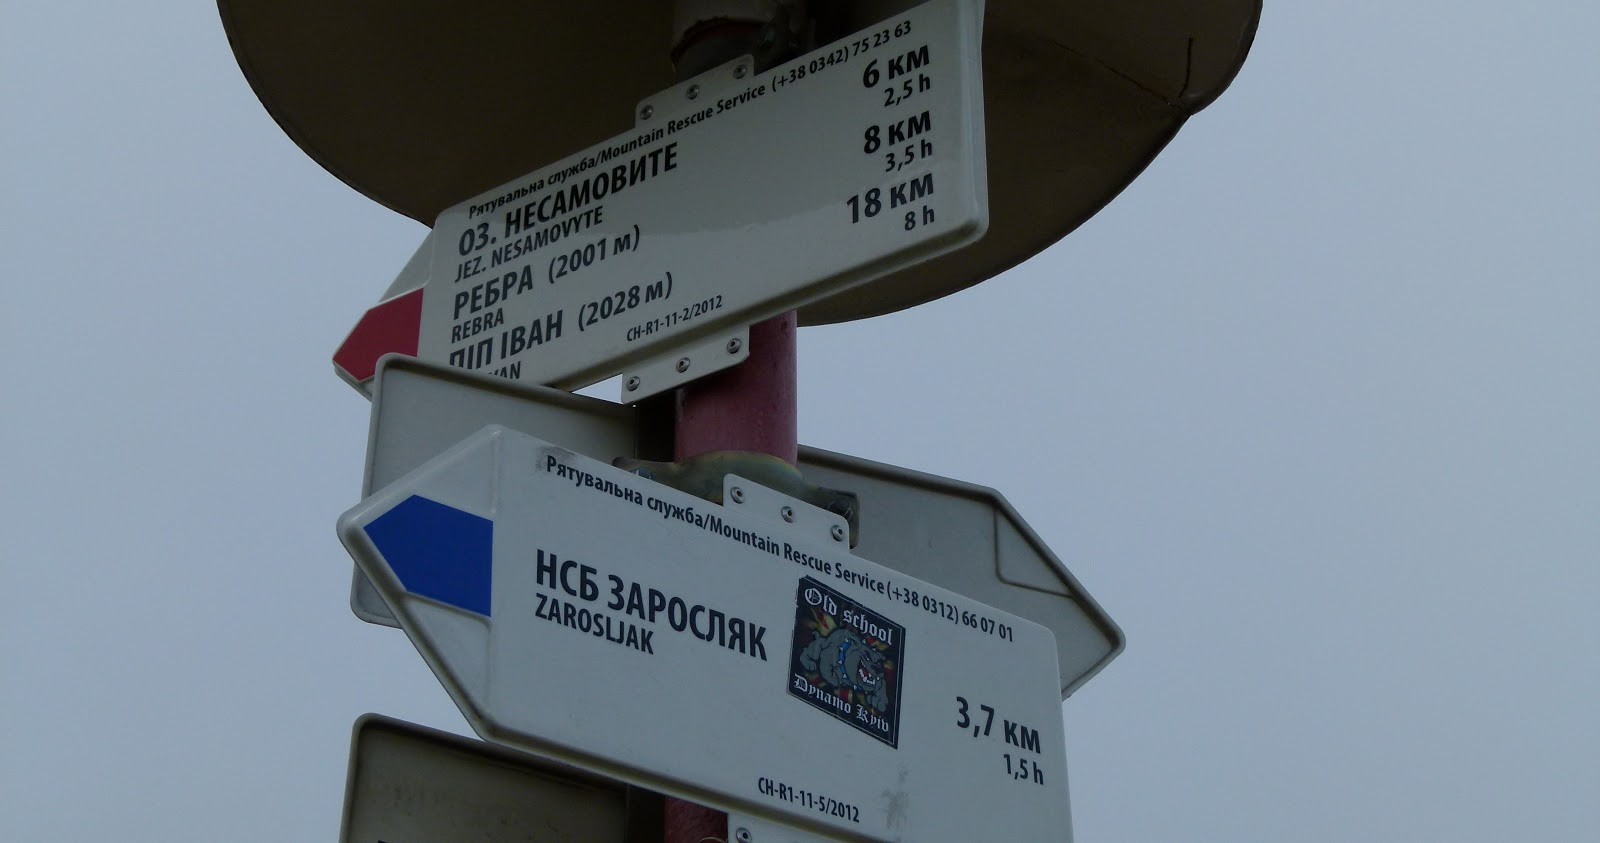 Рятувальна служба/Mountain Rescue Service (+38 0342) 75 23 63
ОЗ. НЕСАМОВИТЕ 6 км
JEZ. NESAMOVYTE 2,5 h
РЕБРА (2001 м) 8 км
REBRA 3,5 h
ПІП ІВАН (2028 м) 18 км
8 h
CH-R1-11-2/2012
Рятувальна служба/Mountain Rescue Service (+38 0312) 66 07 01
НСБ ЗАРОСЛЯК 3,7 км
ZAROSLJAK 1,5 h
Old school
Dynamo Kyiv
CH-R1-11-5/2012